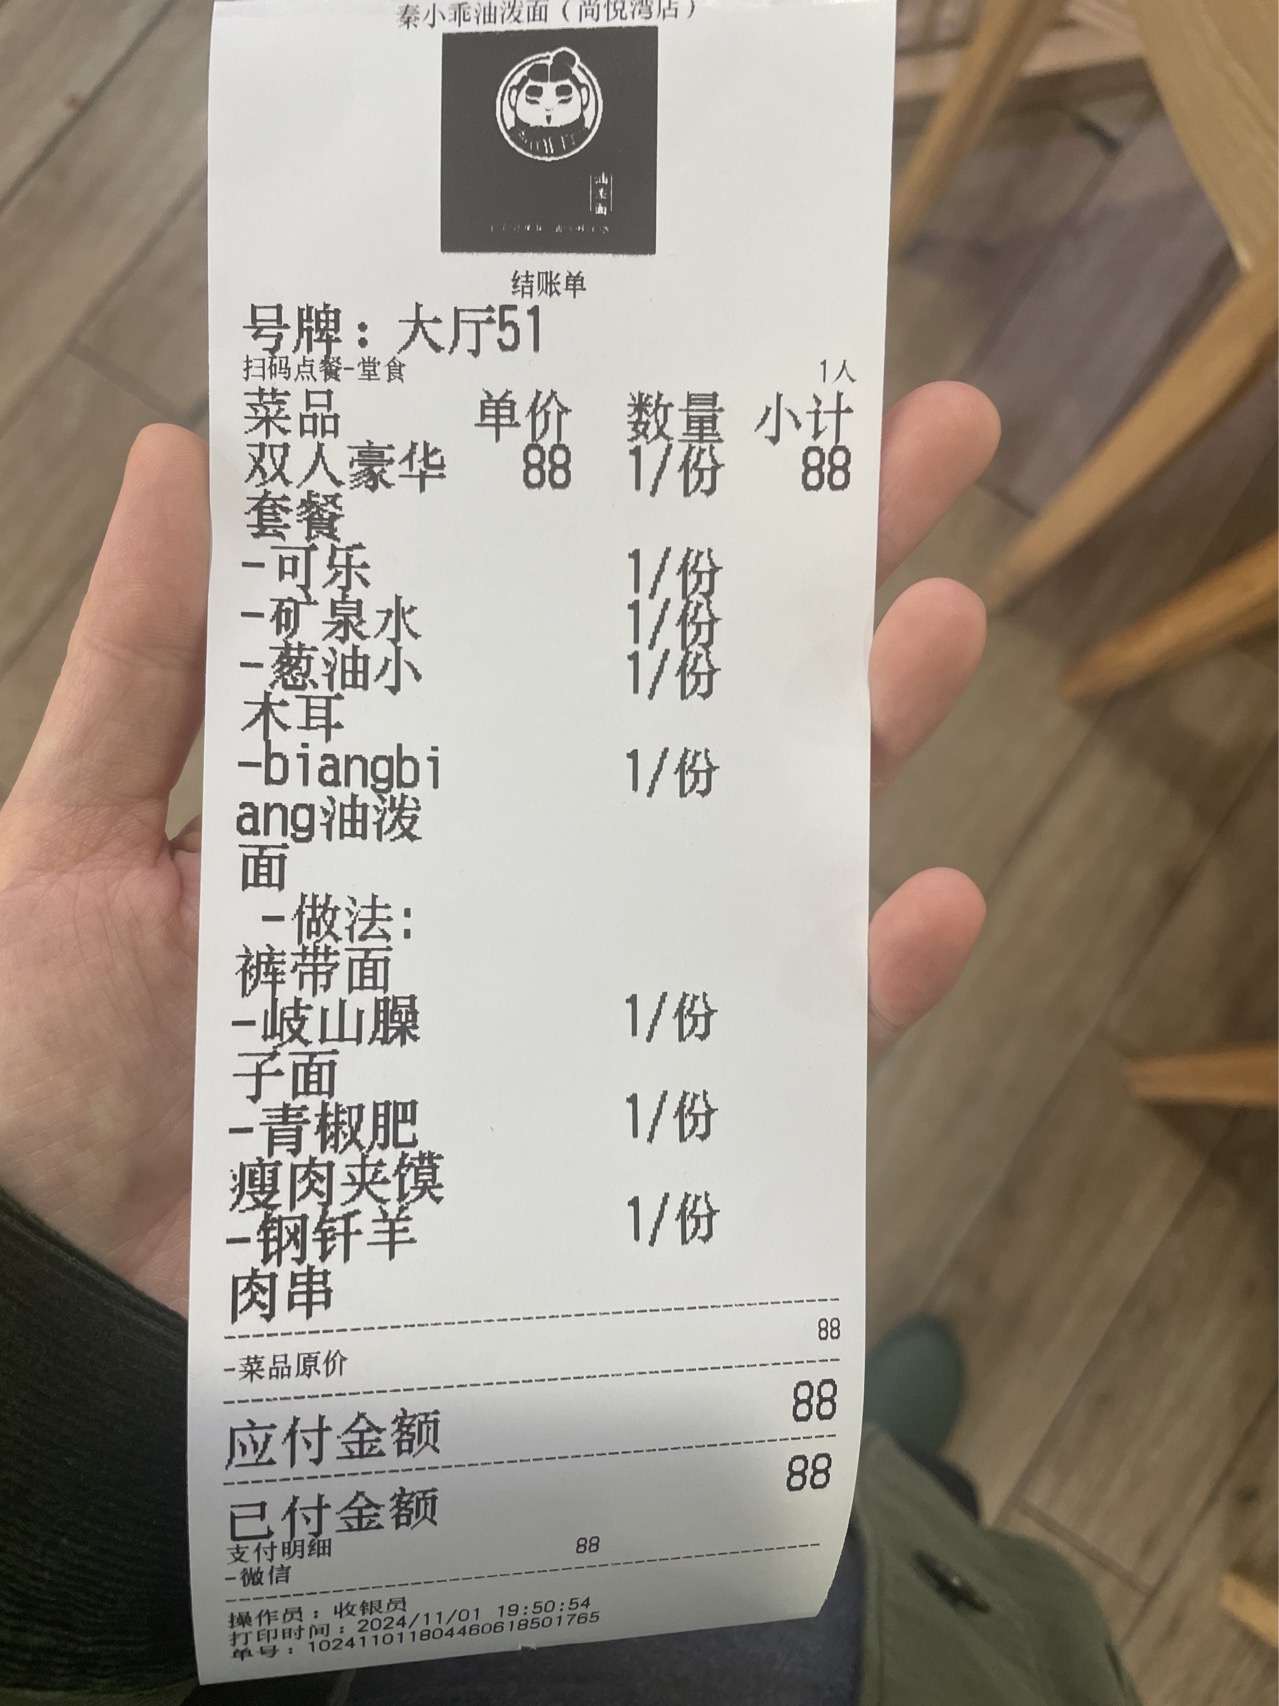 秦小乖油泼面（尚悦湾店）
油泼面
结账单
号牌：大厅51
扫码点餐-堂食 1人
菜品 单价 数量 小计
双人豪华 88 1/份 88
套餐
-可乐 1/份
-矿泉水 1/份
-葱油小 1/份
木耳
-biangbi 1/份
ang油泼
面
-做法:
裤带面
-岐山臊 1/份
子面
-青椒肥 1/份
瘦肉夹馍
-钢钎羊 1/份
肉串
-菜品原价 88
应付金额 88
已付金额 88
支付明细
-微信 88
操作员：收银员
打印时间：2024/11/01 19:50:54
单号：102411011804460618501765